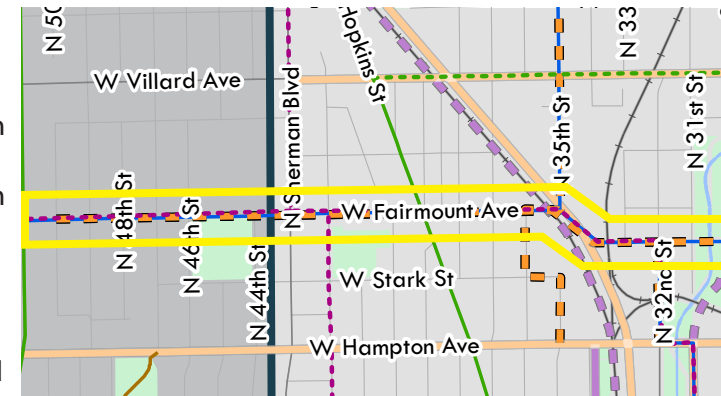 N 50
Hopkins St
N 33
W Villard Ave
N Sherman Blvd
N 35th St
N 31st St
N 48th St
N 46th St
W Fairmount Ave
N 44th St
W Stark St
N 32nd St
W Hampton Ave